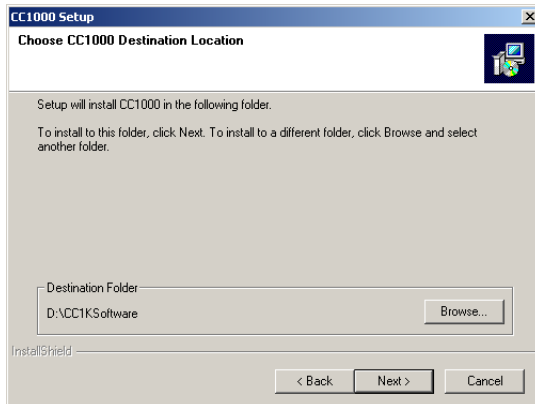 CC1000 Setup
Choose CC1000 Destination Location
Setup will install CC1000 in the following folder.
To install to this folder, click Next. To install to a different folder, click Browse and select
another folder.
Destination Folder
D:\CC1KSoftware
Browse...
InstallShield
< Back
Next >
Cancel